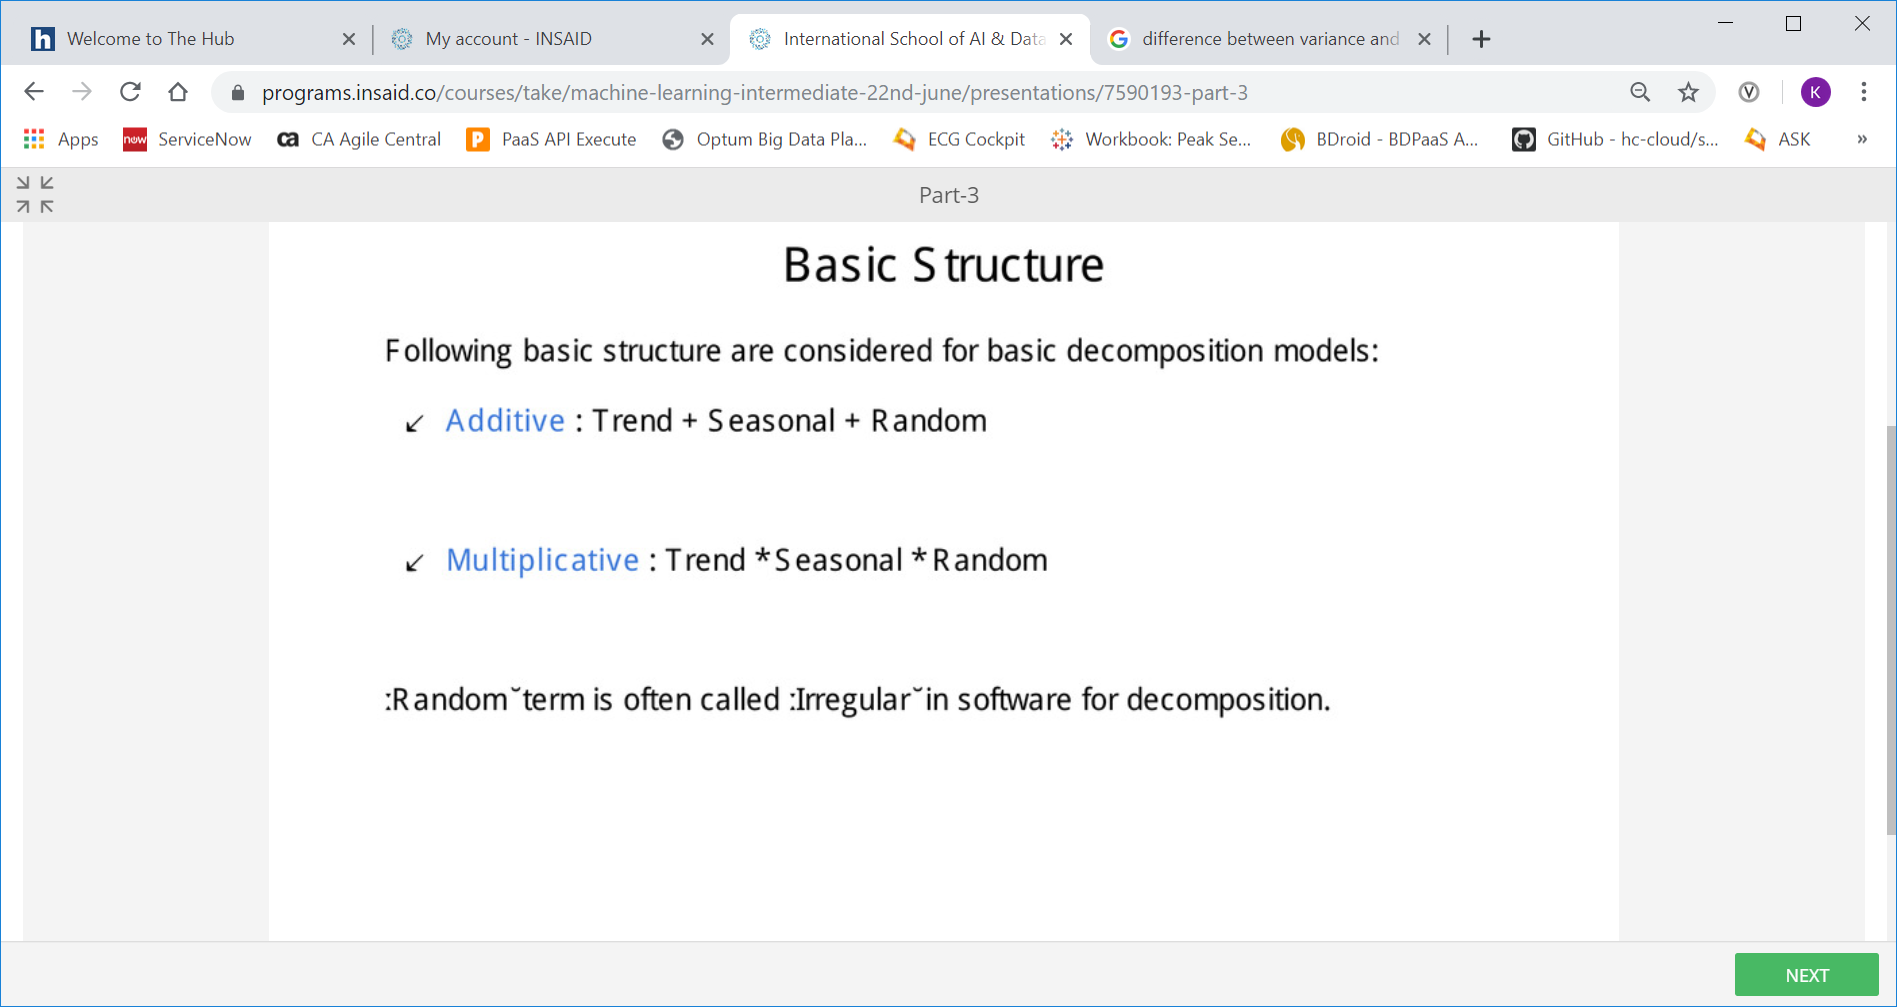 Welcome to The Hub
My account - INSAID
International School of AI & Data
difference between variance and
programs.insaid.co/courses/take/machine-learning-intermediate-22nd-june/presentations/7590193-part-3
K
Apps
now ServiceNow
ca CA Agile Central
P PaaS API Execute
Optum Big Data Pla...
ECG Cockpit
Workbook: Peak Se...
BDroid - BDPaaS A...
GitHub - hc-cloud/s...
ASK
»
Part-3
Basic Structure
Following basic structure are considered for basic decomposition models:
↙ Additive : Trend + Seasonal + Random
↙ Multiplicative : Trend *Seasonal *Random
:Random˘term is often called :Irregular˘in software for decomposition.
NEXT